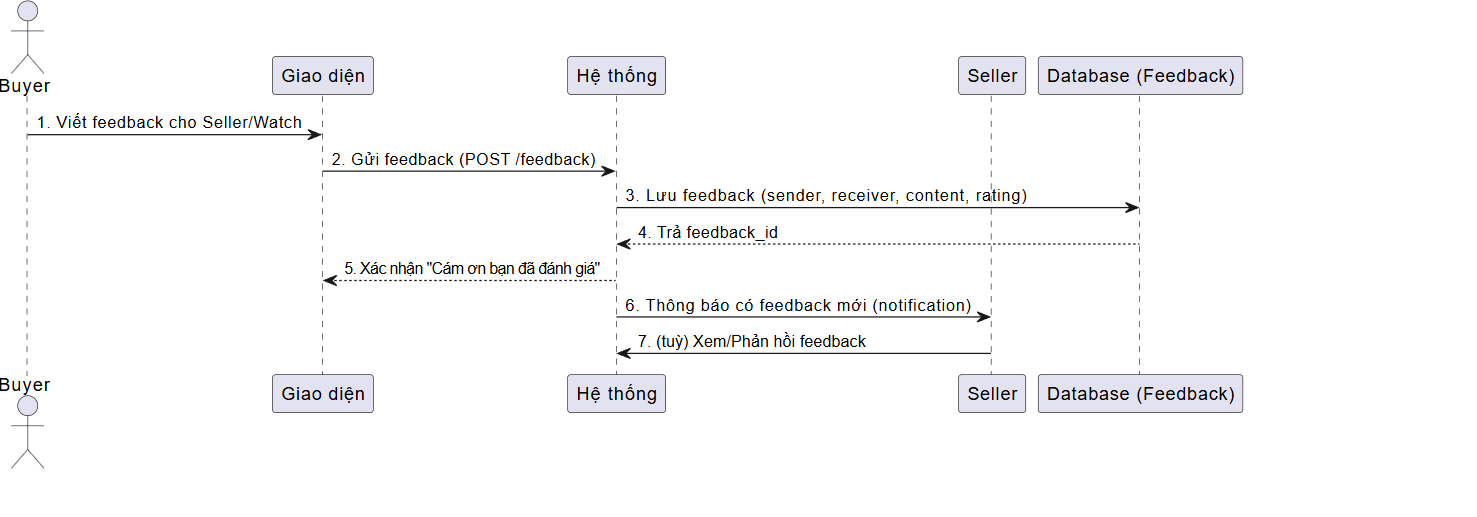 Buyer
Giao diện
Hệ thống
Seller
Database (Feedback)
1. Viết feedback cho Seller/Watch
2. Gửi feedback (POST /feedback)
3. Lưu feedback (sender, receiver, content, rating)
4. Trả feedback_id
5. Xác nhận "Cám ơn bạn đã đánh giá"
6. Thông báo có feedback mới (notification)
7. (tuỳ) Xem/Phản hồi feedback
Buyer
Giao diện
Hệ thống
Seller
Database (Feedback)